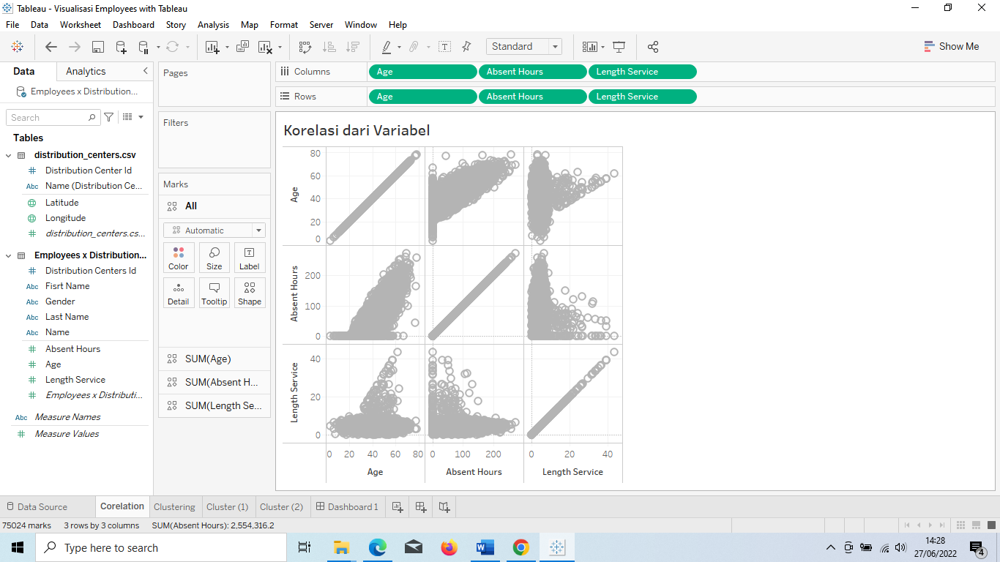 Tableau - Visualisasi Employees with Tableau
File Data Worksheet Dashboard Story Analysis Map Format Server Window Help
Standard
Show Me
Data Analytics
Employees x Distribution...
Search
Tables
distribution_centers.csv
Distribution Center Id
Abc Name (Distribution Ce...
Latitude
Longitude
distribution_centers.cs...
Employees x Distribution...
Distribution Centers Id
Abc Fisrt Name
Abc Gender
Abc Last Name
Abc Name
Absent Hours
Age
Length Service
Employees x Distributi...
Abc Measure Names
Measure Values
Pages
Filters
Marks
All
Automatic
Color Size Label
Detail Tooltip Shape
SUM(Age)
SUM(Absent H...
SUM(Length Se...
Columns Age Absent Hours Length Service
Rows Age Absent Hours Length Service
Korelasi dari Variabel
80
60
Age
40
20
0
200
Absent Hours
100
0
40
Length Service
20
0
0 20 40 60 80 0 100 200 0 20 40
Age Absent Hours Length Service
Data Source Corelation Clustering Cluster (1) Cluster (2) Dashboard 1
75024 marks 3 rows by 3 columns SUM(Absent Hours): 2,554,316.2
Type here to search
14:28
27/06/2022
4